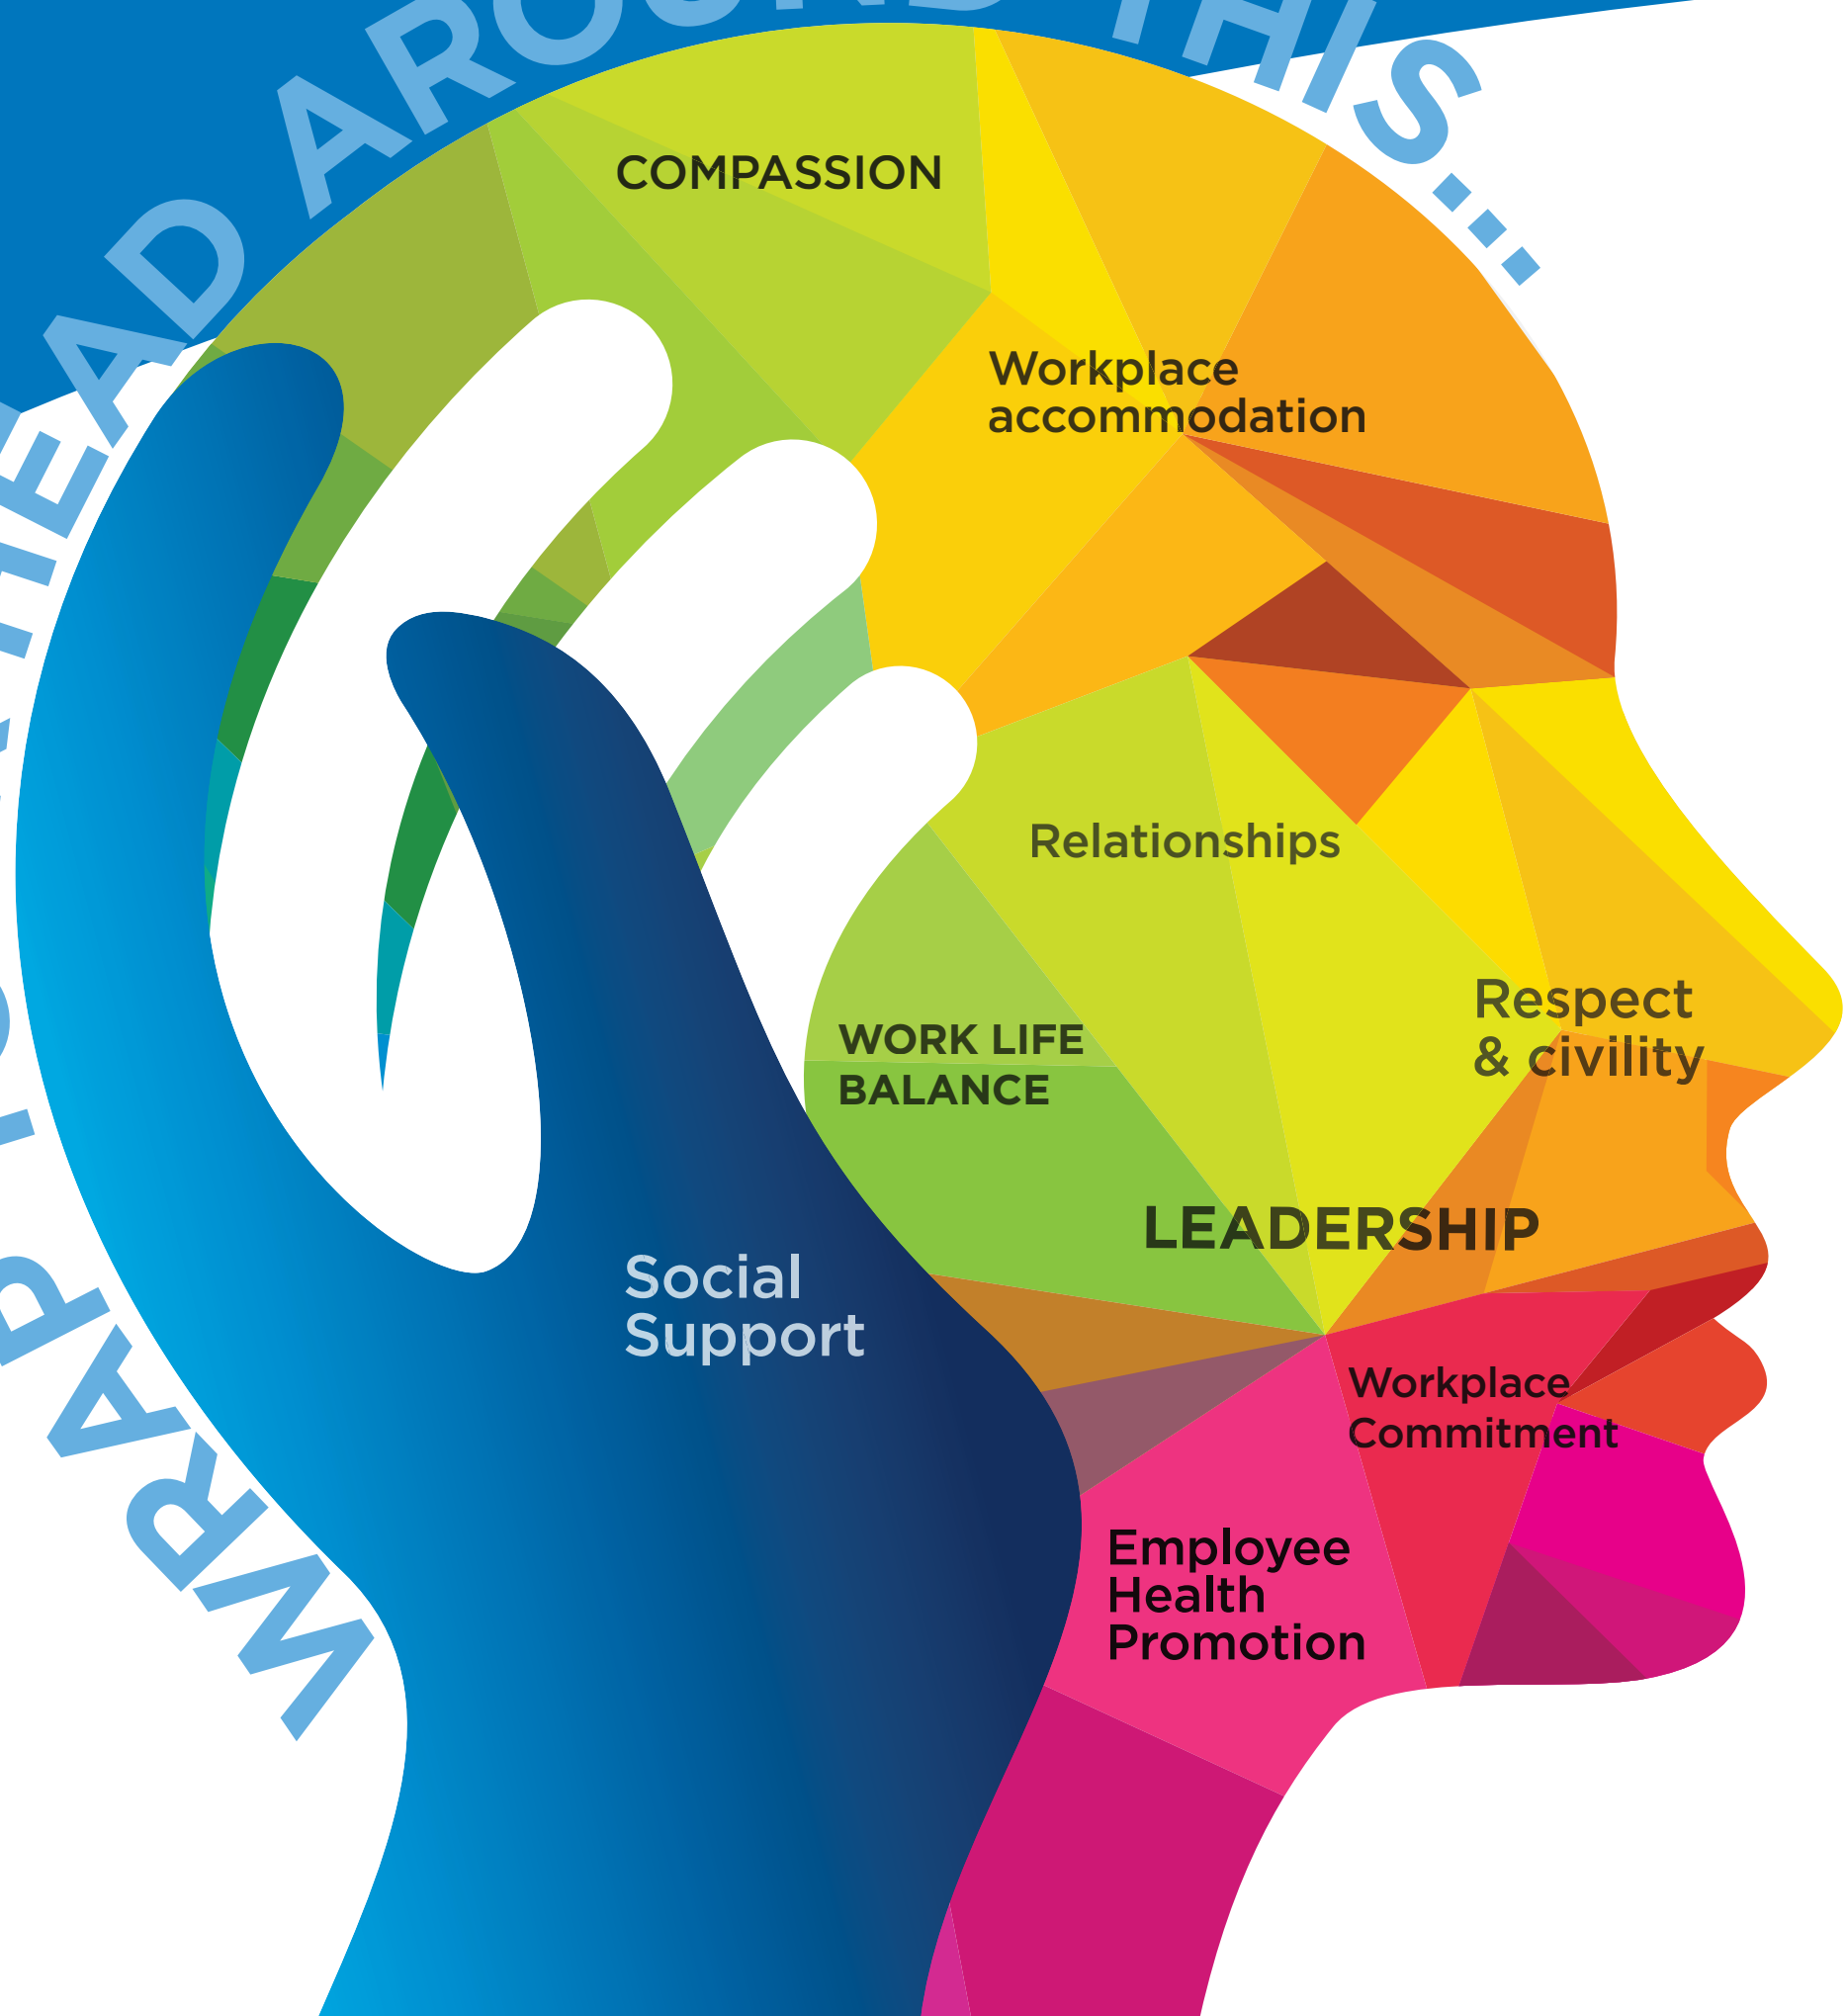 WRAP
HEAD AROUND THIS...
COMPASSION
Workplace
accommodation
Relationships
Respect
& civility
WORK LIFE
BALANCE
LEADERSHIP
Social
Support
Workplace
Commitment
Employee
Health
Promotion